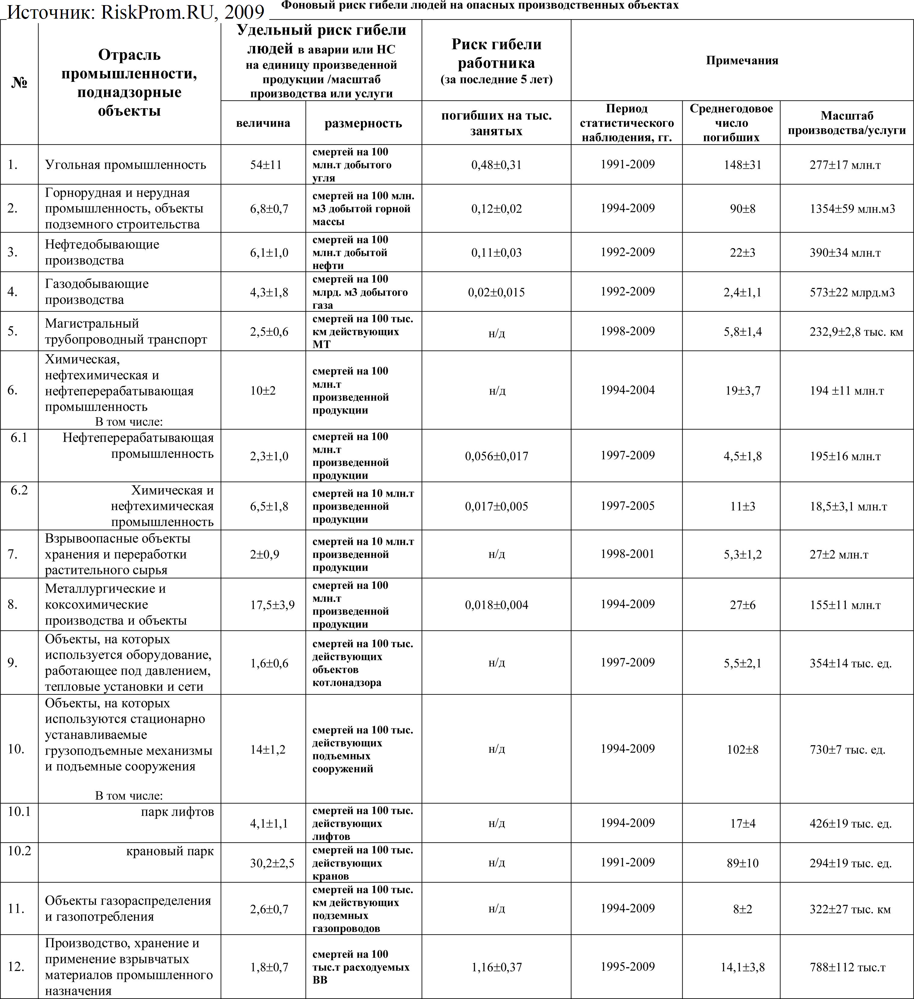 Источник: RiskProm.RU, 2009
Фоновый риск гибели людей на опасных производственных объектах
№
Отрасль
промышленности,
поднадзорные
объекты
Удельный риск гибели
людей в аварии или НС
на единицу произведенной
продукции /масштаб
производства или услуги
Риск гибели
работника
(за последние 5 лет)
Примечания
величина
размерность
погибших на тыс.
занятых
Период
статистического
наблюдения, гг.
Среднегодовое
число
погибших
Масштаб
производства/услуги
1.
Угольная промышленность
54±11
смертей на 100
млн.т добытого
угля
0,48±0,31
1991-2009
148±31
277±17 млн.т
2.
Горнорудная и нерудная
промышленность, объекты
подземного строительства
6,8±0,7
смертей на 100 млн.
м3 добытой горной
массы
0,12±0,02
1994-2009
90±8
1354±59 млн.м3
3.
Нефтедобывающие
производства
6,1±1,0
смертей на 100
млн.т добытой
нефти
0,11±0,03
1992-2009
22±3
390±34 млн.т
4.
Газодобывающие
производства
4,3±1,8
смертей на 100
млрд. м3 добытого
газа
0,02±0,015
1992-2009
2,4±1,1
573±22 млрд.м3
5.
Магистральный
трубопроводный транспорт
2,5±0,6
смертей на 100 тыс.
км действующих
МТ
н/д
1998-2009
5,8±1,4
232,9±2,8 тыс. км
6.
Химическая,
нефтехимическая и
нефтеперерабатывающая
промышленность
В том числе:
10±2
смертей на 100
млн.т
произведенной
продукции
н/д
1994-2004
19±3,7
194 ±11 млн.т
6.1
Нефтеперерабатывающая
промышленность
2,3±1,0
смертей на 100
млн.т
произведенной
продукции
0,056±0,017
1997-2009
4,5±1,8
195±16 млн.т
6.2
Химическая и
нефтехимическая
промышленность
6,5±1,8
смертей на 10 млн.т
произведенной
продукции
0,017±0,005
1997-2005
11±3
18,5±3,1 млн.т
7.
Взрывоопасные объекты
хранения и переработки
растительного сырья
2±0,9
смертей на 10 млн.т
произведенной
продукции
н/д
1998-2001
5,3±1,2
27±2 млн.т
8.
Металлургические и
коксохимические
производства и объекты
17,5±3,9
смертей на 100
млн.т
произведенной
продукции
0,018±0,004
1994-2009
27±6
155±11 млн.т
9.
Объекты, на которых
используется оборудование,
работающее под давлением,
тепловые установки и сети
1,6±0,6
смертей на 100 тыс.
действующих
объектов
котлонадзора
н/д
1997-2009
5,5±2,1
354±14 тыс. ед.
10.
Объекты, на которых
используются стационарно
устанавливаемые
грузоподъемные механизмы
и подъемные сооружения
В том числе:
14±1,2
смертей на 100 тыс.
действующих
подъемных
сооружений
н/д
1994-2009
102±8
730±7 тыс. ед.
10.1
парк лифтов
4,1±1,1
смертей на 100 тыс.
действующих
лифтов
н/д
1994-2009
17±4
426±19 тыс. ед.
10.2
крановый парк
30,2±2,5
смертей на 100 тыс.
действующих
кранов
н/д
1991-2009
89±10
294±19 тыс. ед.
11.
Объекты газораспределения
и газопотребления
2,6±0,7
смертей на 100 тыс.
км действующих
подземных
газопроводов
н/д
1994-2009
8±2
322±27 тыс. км
12.
Производство, хранение и
применение взрывчатых
материалов промышленного
назначения
1,8±0,7
смертей на 100
тыс.т расходуемых
ВВ
1,16±0,37
1995-2009
14,1±3,8
788±112 тыс.т